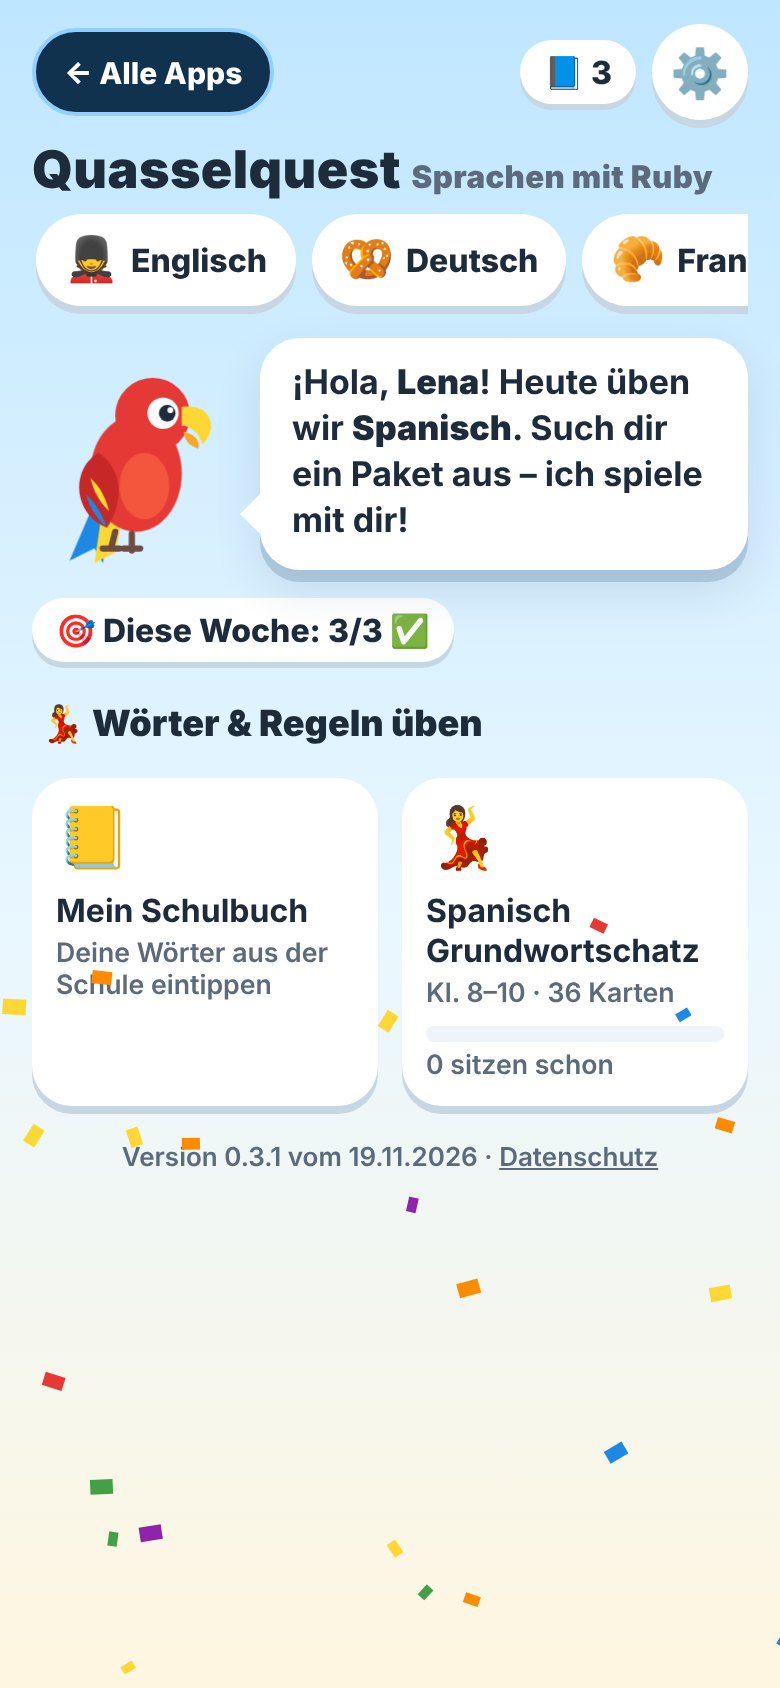 ← Alle Apps
📘 3
⚙️
Quasselquest Sprachen mit Ruby
Englisch
Deutsch
Fran
¡Hola, Lena! Heute üben
wir Spanisch. Such dir
ein Paket aus – ich spiele
mit dir!
🎯 Diese Woche: 3/3 ✅
💃 Wörter & Regeln üben
Mein Schulbuch
Deine Wörter aus der
Schule eintippen
Spanisch
Grundwortschatz
Kl. 8–10 · 36 Karten
0 sitzen schon
Version 0.3.1 vom 19.11.2026 · Datenschutz